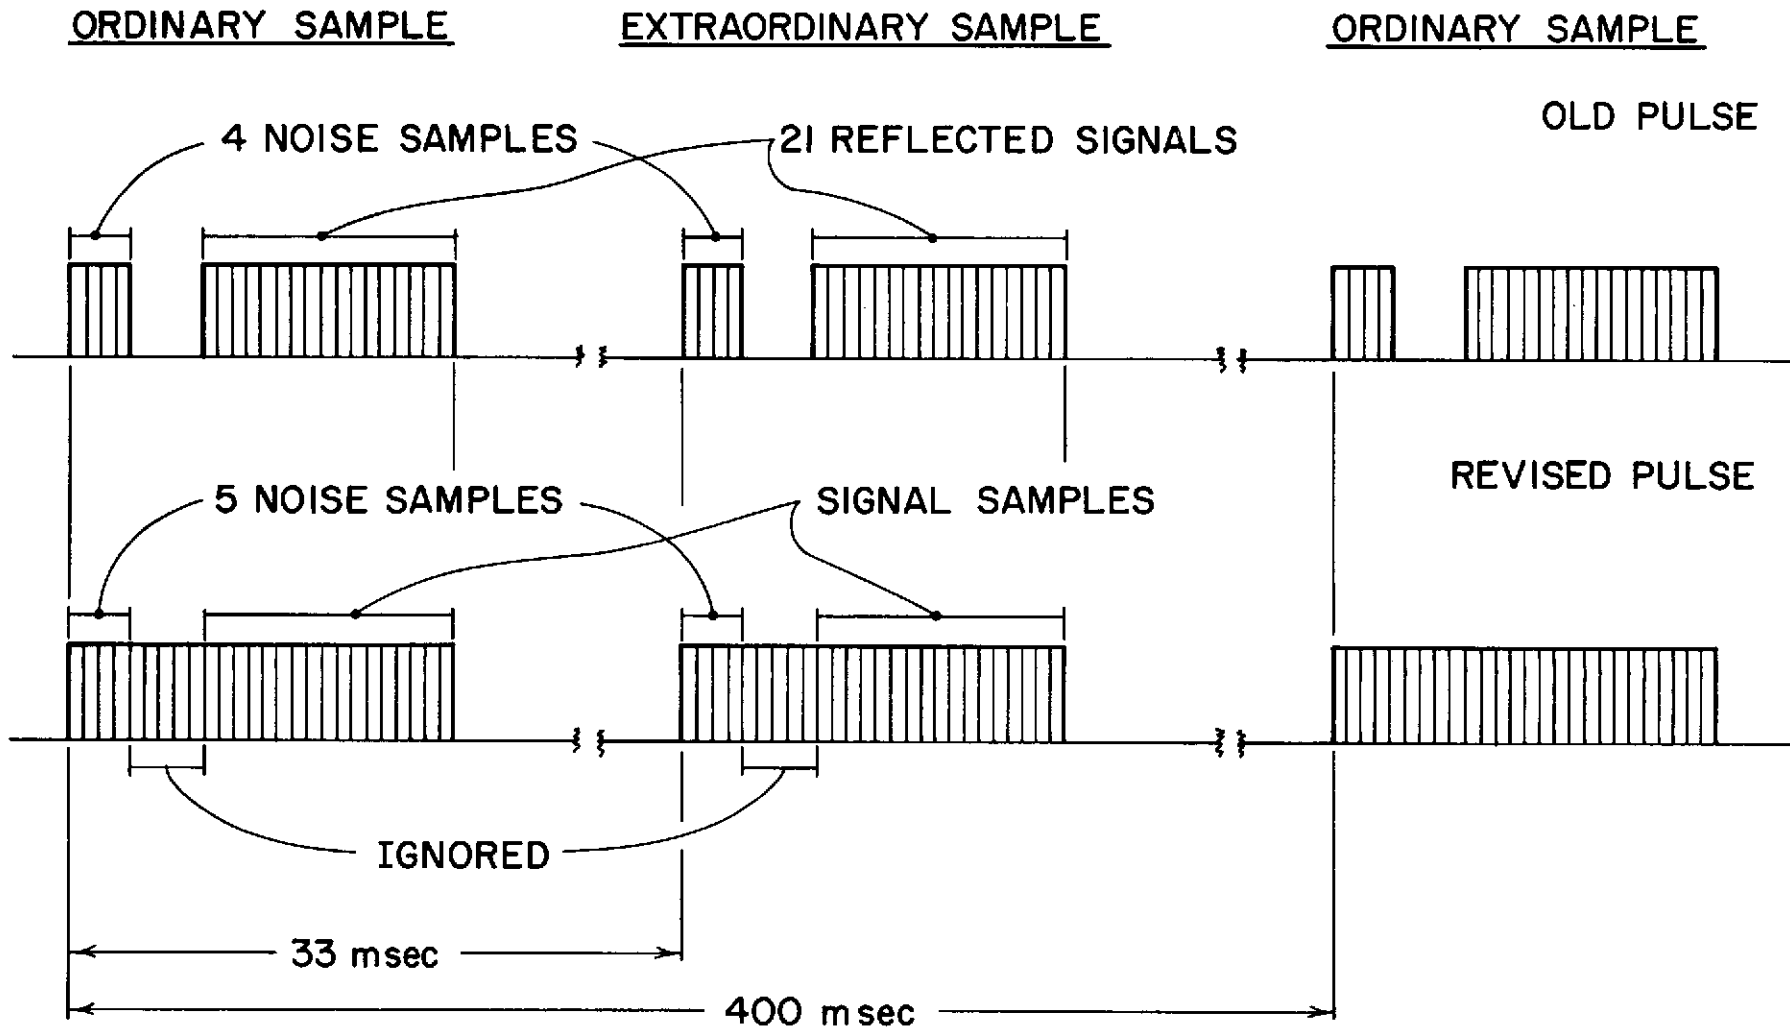 ORDINARY SAMPLE
EXTRAORDINARY SAMPLE
ORDINARY SAMPLE
OLD PULSE
4 NOISE SAMPLES
21 REFLECTED SIGNALS
REVISED PULSE
5 NOISE SAMPLES
SIGNAL SAMPLES
IGNORED
33 msec
400 msec